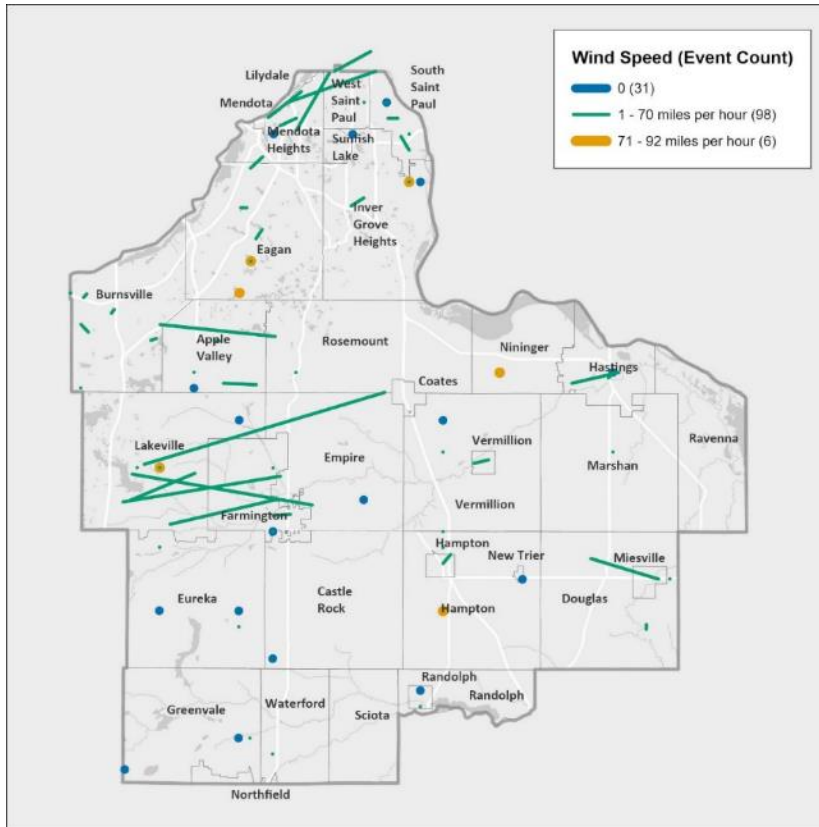 Wind Speed (Event Count)
0 (31)
1 - 70 miles per hour (98)
71 - 92 miles per hour (6)
Lilydale
South
Saint
Paul
West
Saint
Paul
Mendota
Mendota
Heights
Sunfish
Lake
Inver
Grove
Heights
Eagan
Burnsville
Apple
Valley
Rosemount
Nininger
Hastings
Coates
Lakeville
Empire
Vermillion
Marshan
Ravenna
Vermillion
Farmington
Hampton
New Trier
Miesville
Eureka
Castle
Rock
Hampton
Douglas
Randolph
Randolph
Greenvale
Waterford
Sciota
Northfield